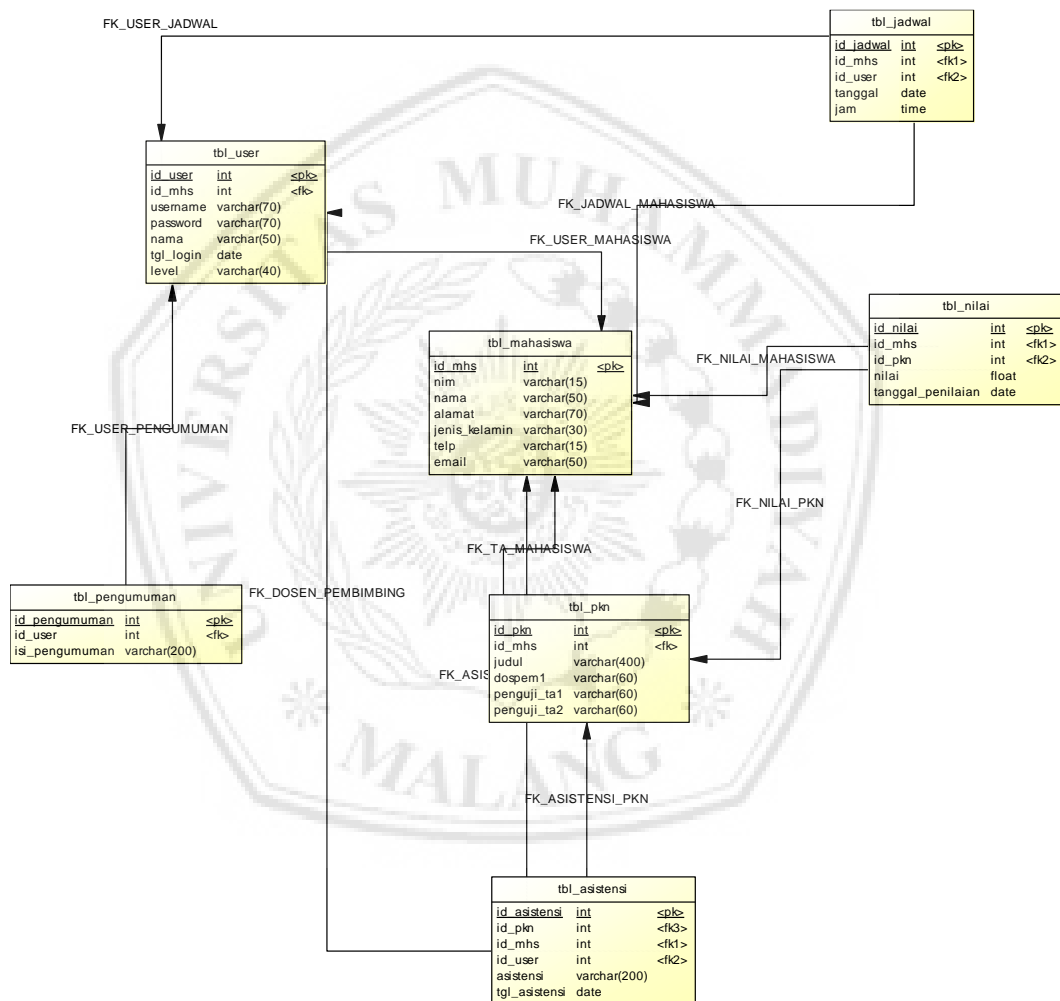 FK_USER_JADWAL
tbl_jadwal
id_jadwal int <pk>
id_mhs int <fk1>
id_user int <fk2>
tanggal date
jam time
tbl_user
id_user int <pk>
id_mhs int <fk>
username varchar(70)
password varchar(70)
nama varchar(50)
tgl_login date
level varchar(40)
FK_JADWAL_MAHASISWA
FK_USER_MAHASISWA
tbl_nilai
id_nilai int <pk>
id_mhs int <fk1>
id_pkn int <fk2>
nilai float
tanggal_penilaian date
tbl_mahasiswa
id_mhs int <pk>
nim varchar(15)
nama varchar(50)
alamat varchar(70)
jenis_kelamin varchar(30)
telp varchar(15)
email varchar(50)
FK_NILAI_MAHASISWA
FK_USER_PENGUMUMAN
FK_NILAI_PKN
FK_TA_MAHASISWA
tbl_pengumuman
id_pengumuman int <pk>
id_user int <fk>
isi_pengumuman varchar(200)
FK_DOSEN_PEMBIMBING
tbl_pkn
id_pkn int <pk>
id_mhs int <fk>
judul varchar(400)
dospem1 varchar(60)
penguji_ta1 varchar(60)
penguji_ta2 varchar(60)
FK_ASIS
FK_ASISTENSI_PKN
tbl_asistensi
id_asistensi int <pk>
id_pkn int <fk3>
id_mhs int <fk1>
id_user int <fk2>
asistensi varchar(200)
tgl_asistensi date
UNIVERSITAS MUHAMMADIYAH
MALANG